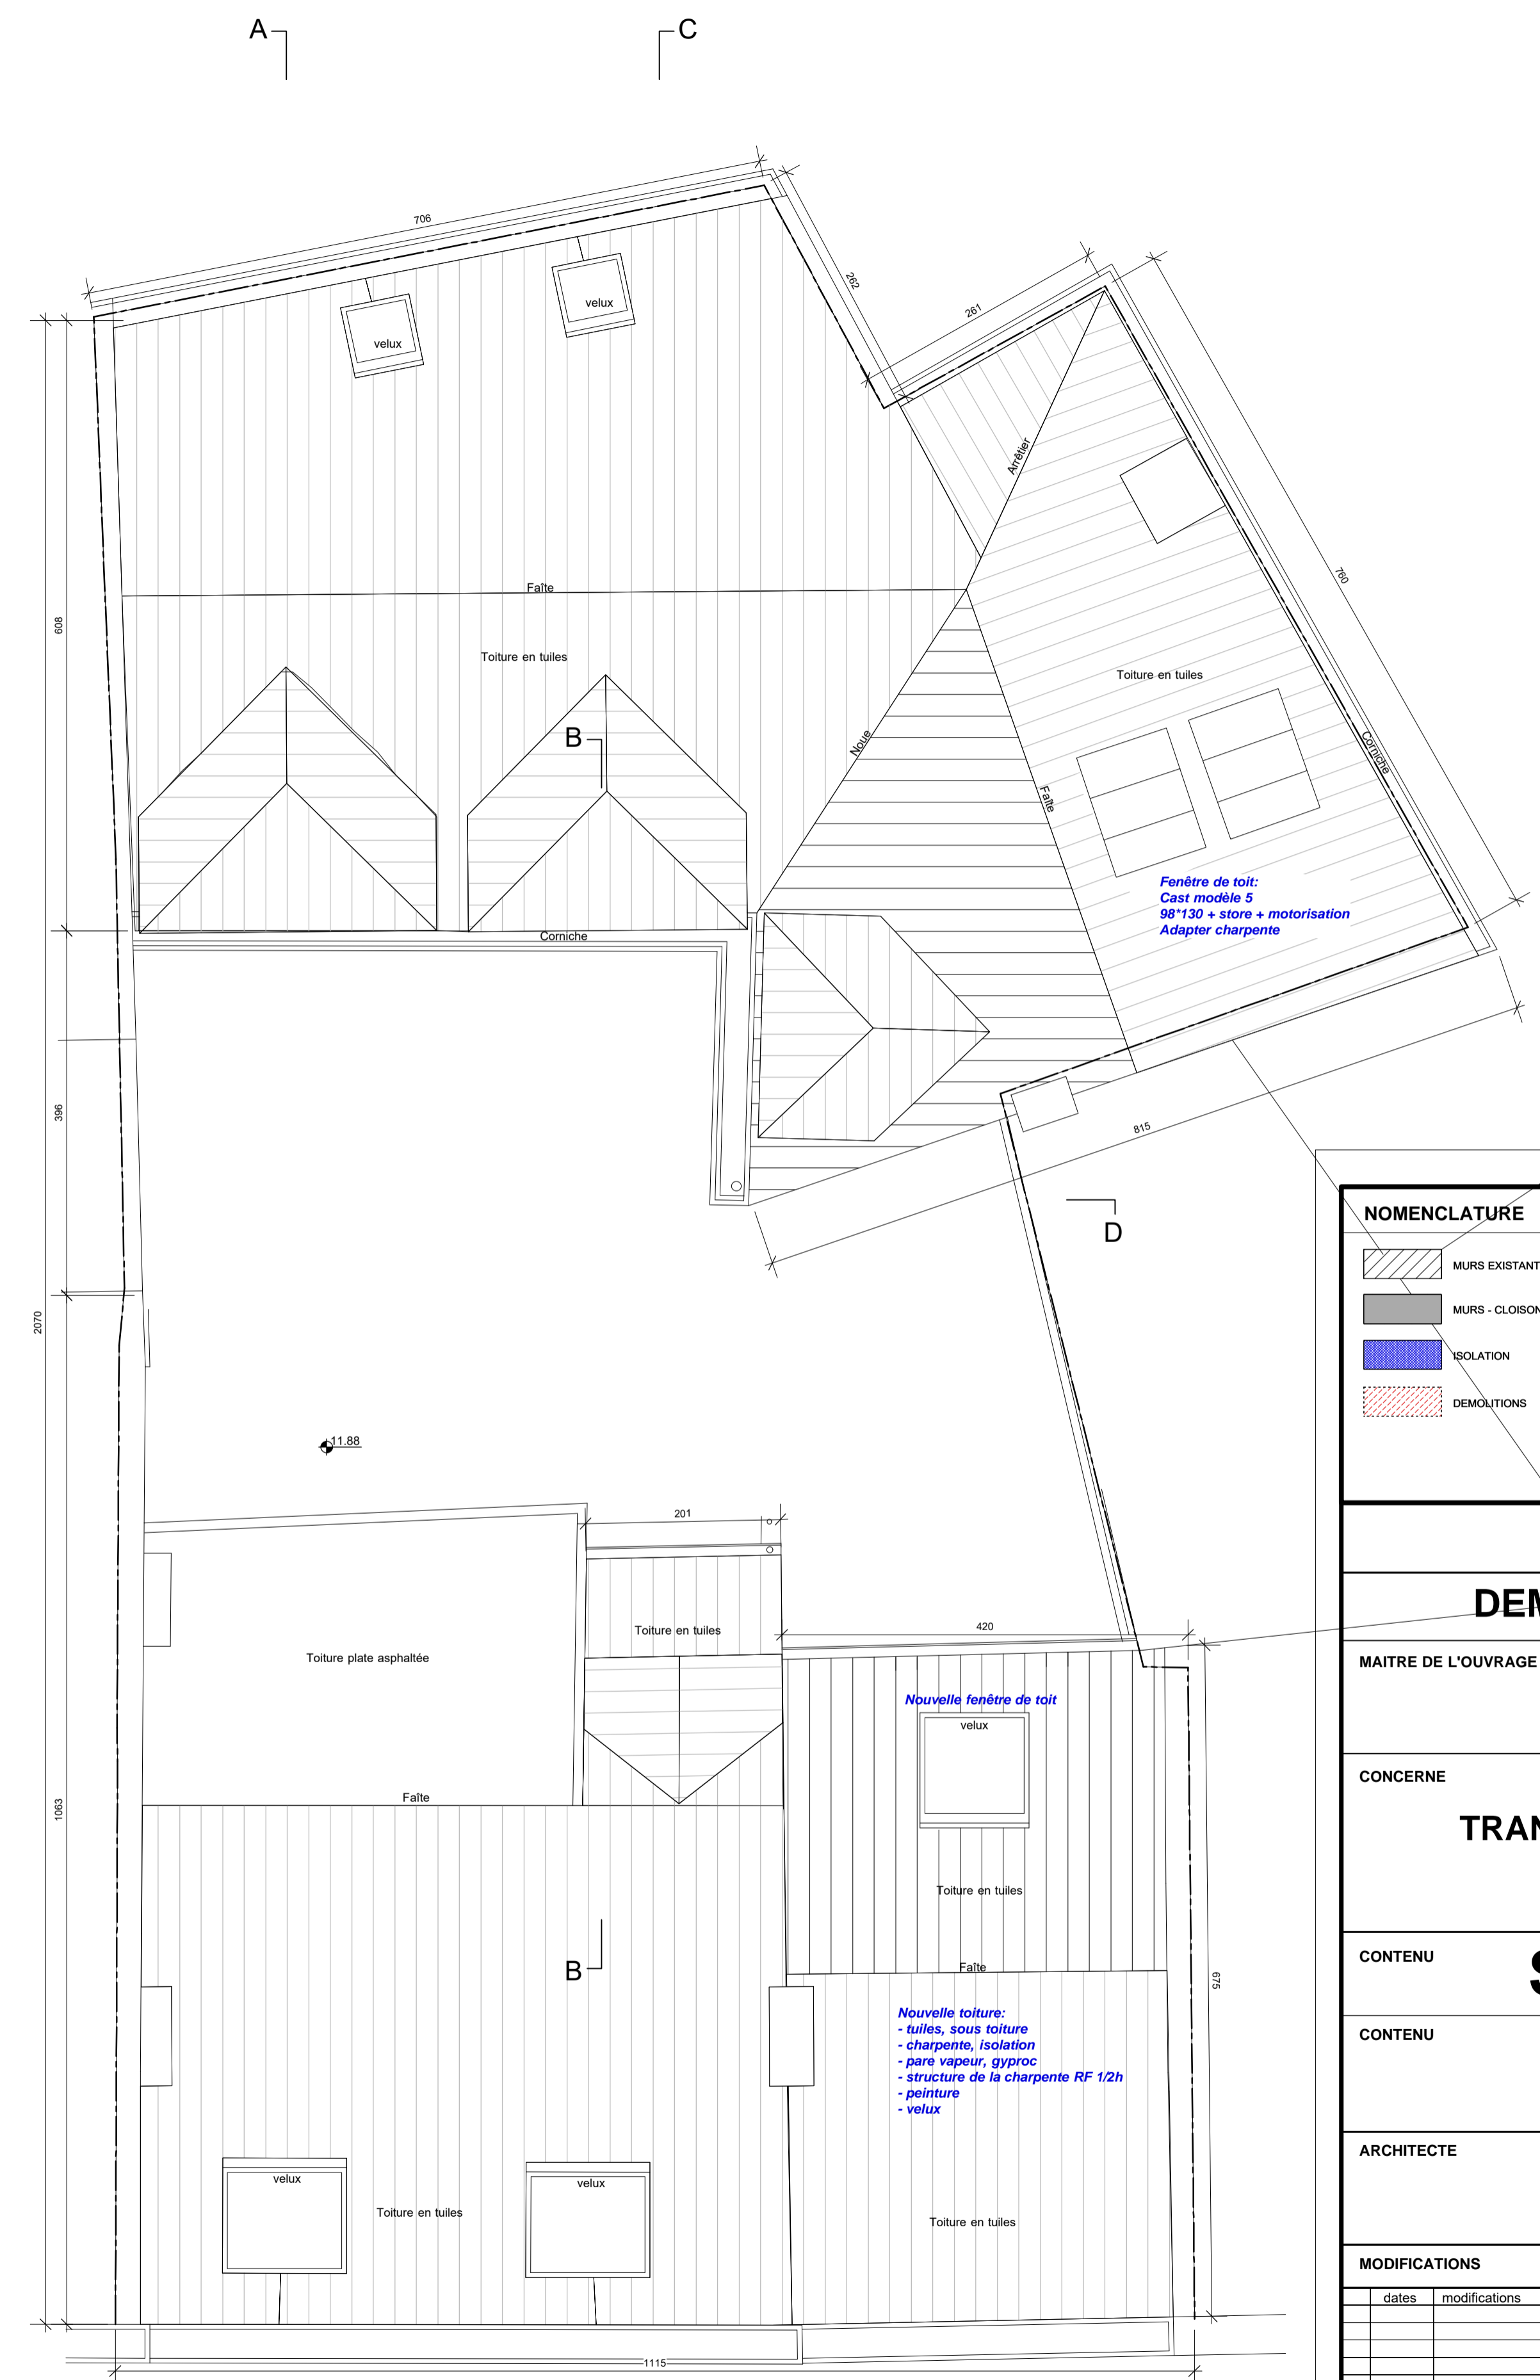 A
C
706
velux
velux
262
261
Arrêtier
760
Faîte
608
Toiture en tuiles
Toiture en tuiles
B
Noue
Faîte
Corniche
Fenêtre de toit:
Cast modèle 5
98*130 + store + motorisation
Adapter charpente
Corniche
396
815
D
2070
11.88
201
Toiture en tuiles
420
Toiture plate asphaltée
Nouvelle fenêtre de toit
velux
Faîte
1063
Toiture en tuiles
B
Faîte
675
Nouvelle toiture:
- tuiles, sous toiture
- charpente, isolation
- pare vapeur, gyproc
- structure de la charpente RF 1/2h
- peinture
- velux
velux
velux
Toiture en tuiles
Toiture en tuiles
1115
NOMENCLATURE
MURS EXISTANT
MURS - CLOISON
ISOLATION
DEMOLITIONS
DEM
MAITRE DE L'OUVRAGE
CONCERNE
TRAN
CONTENU
S
CONTENU
ARCHITECTE
MODIFICATIONS
dates modifications